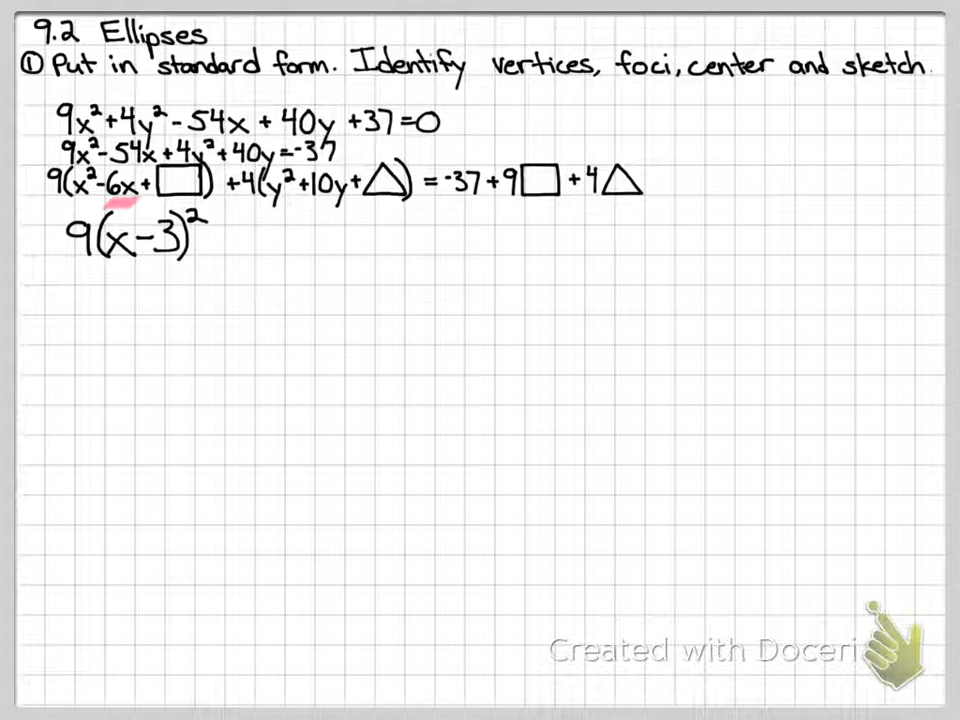 9.2 Ellipses
① Put in standard form. Identify vertices, foci, center and sketch.
9x² + 4y² - 54x + 40y + 37 = 0
9x² - 54x + 4y² + 40y = -37
9(x² - 6x + □) + 4(y² + 10y + △) = -37 + 9□ + 4△
9(x - 3)²
Created with Doceri